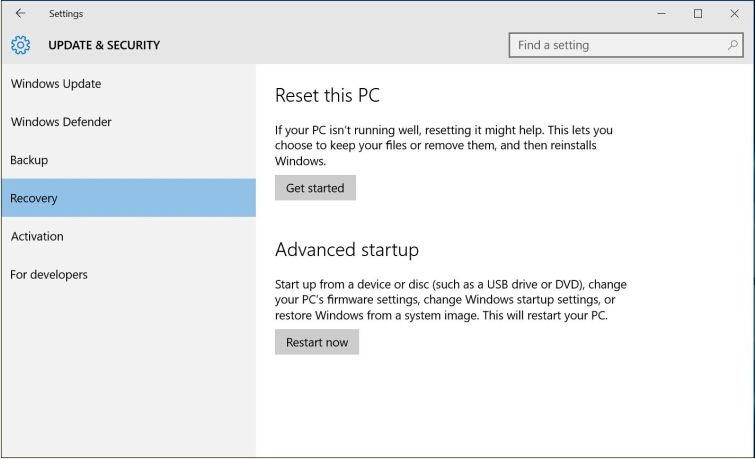 Settings
UPDATE & SECURITY
Find a setting
Windows Update
Windows Defender
Backup
Recovery
Activation
For developers
Reset this PC
If your PC isn't running well, resetting it might help. This lets you
choose to keep your files or remove them, and then reinstalls
Windows.
Get started
Advanced startup
Start up from a device or disc (such as a USB drive or DVD), change
your PC's firmware settings, change Windows startup settings, or
restore Windows from a system image. This will restart your PC.
Restart now